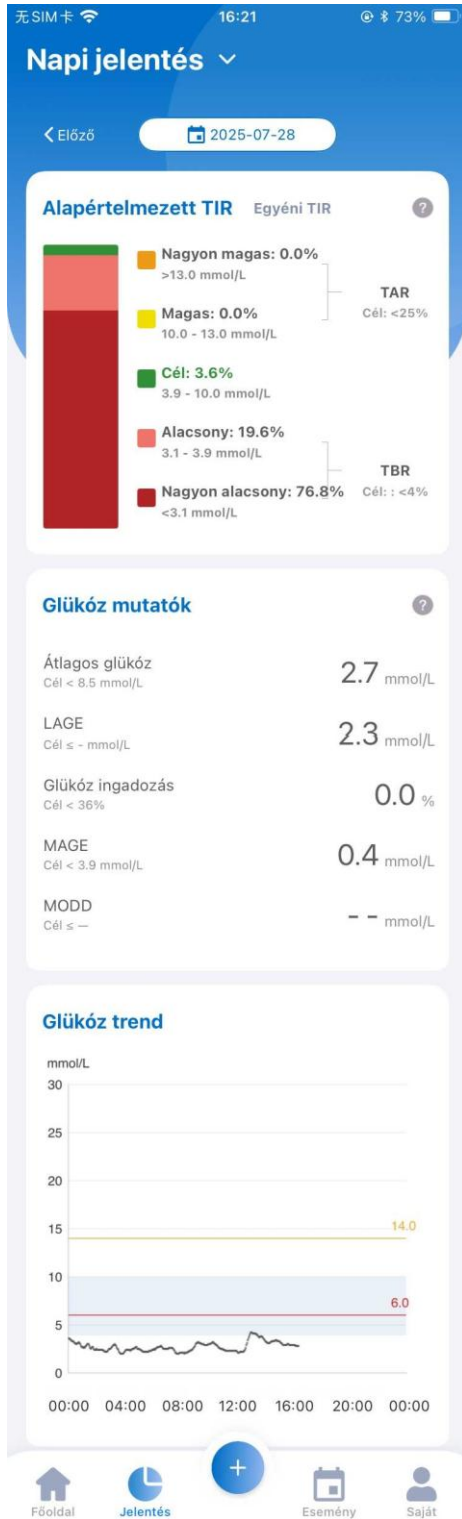 无SIM卡 16:21 73%
Napi jelentés
Előző 2025-07-28
Alapértelmezett TIR Egyéni TIR ?
Nagyon magas: 0.0%
>13.0 mmol/L
TAR
Magas: 0.0% Cél: <25%
10.0 - 13.0 mmol/L
Cél: 3.6%
3.9 - 10.0 mmol/L
Alacsony: 19.6%
3.1 - 3.9 mmol/L
TBR
Nagyon alacsony: 76.8% Cél: : <4%
<3.1 mmol/L
Glükóz mutatók ?
Átlagos glükóz 2.7 mmol/L
Cél < 8.5 mmol/L
LAGE 2.3 mmol/L
Cél ≤ - mmol/L
Glükóz ingadozás 0.0 %
Cél < 36%
MAGE 0.4 mmol/L
Cél < 3.9 mmol/L
MODD - - mmol/L
Cél ≤ —
Glükóz trend
mmol/L
30
25
20
15 14.0
10
6.0
5
0
00:00 04:00 08:00 12:00 16:00 20:00 00:00
Főoldal Jelentés + Esemény Saját